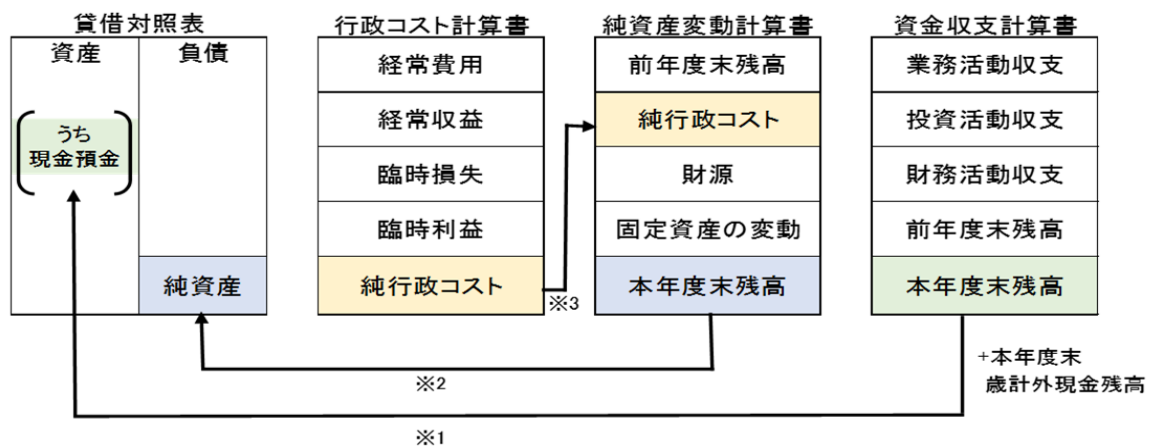 貸借対照表
資産
負債
うち
現金預金
純資産
行政コスト計算書
経常費用
経常収益
臨時損失
臨時利益
純行政コスト
※3
純資産変動計算書
前年度末残高
純行政コスト
財源
固定資産の変動
本年度末残高
資金収支計算書
業務活動収支
投資活動収支
財務活動収支
前年度末残高
本年度末残高
+本年度末
歳計外現金残高
※2
※1